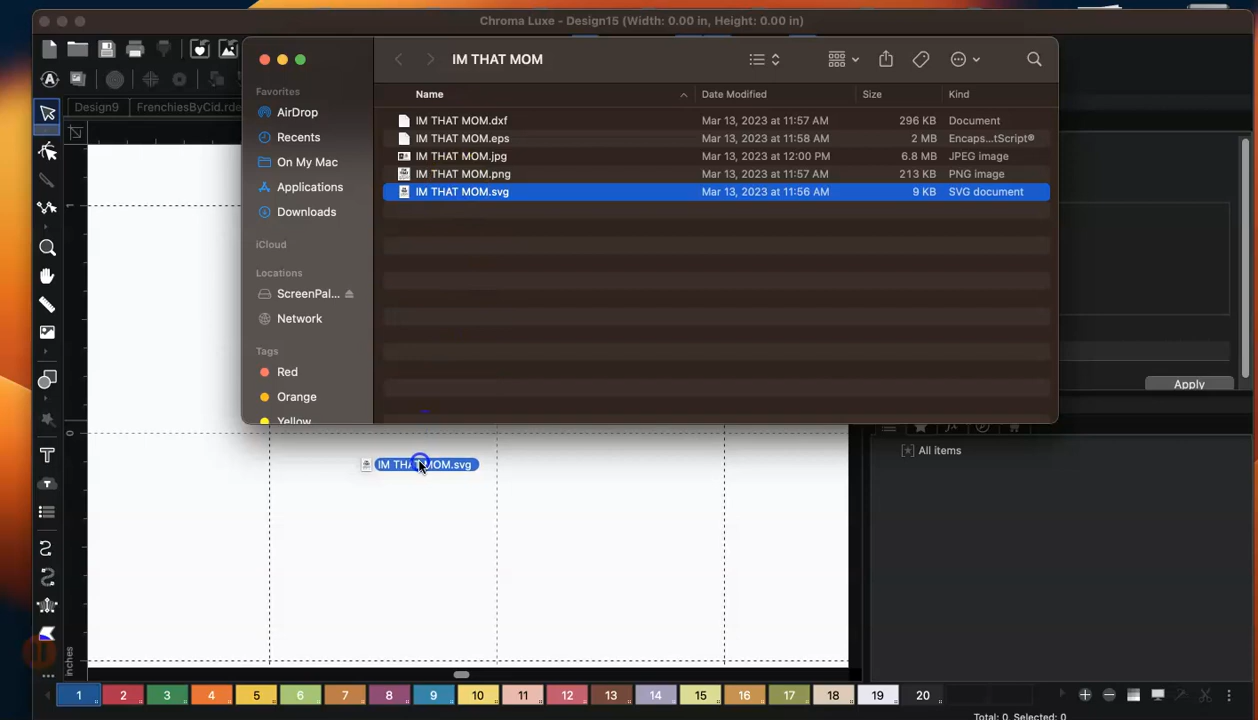 Chroma Luxe - Design15 (Width: 0.00 in, Height: 0.00 in)
IM THAT MOM
Design9
FrenchiesByCid.rde
Favorites
AirDrop
Recents
On My Mac
Applications
Downloads
iCloud
Locations
ScreenPal...
Network
Tags
Red
Orange
Yellow
Name Date Modified Size Kind
IM THAT MOM.dxf Mar 13, 2023 at 11:57 AM 296 KB Document
IM THAT MOM.eps Mar 13, 2023 at 11:58 AM 2 MB Encaps...tScript®
IM THAT MOM.jpg Mar 13, 2023 at 12:00 PM 6.8 MB JPEG image
IM THAT MOM.png Mar 13, 2023 at 11:57 AM 213 KB PNG image
IM THAT MOM.svg Mar 13, 2023 at 11:56 AM 9 KB SVG document
Apply
1
0
IM THAT MOM.svg
All items
inches
1 2 3 4 5 6 7 8 9 10 11 12 13 14 15 16 17 18 19 20
Total: 0, Selected: 0